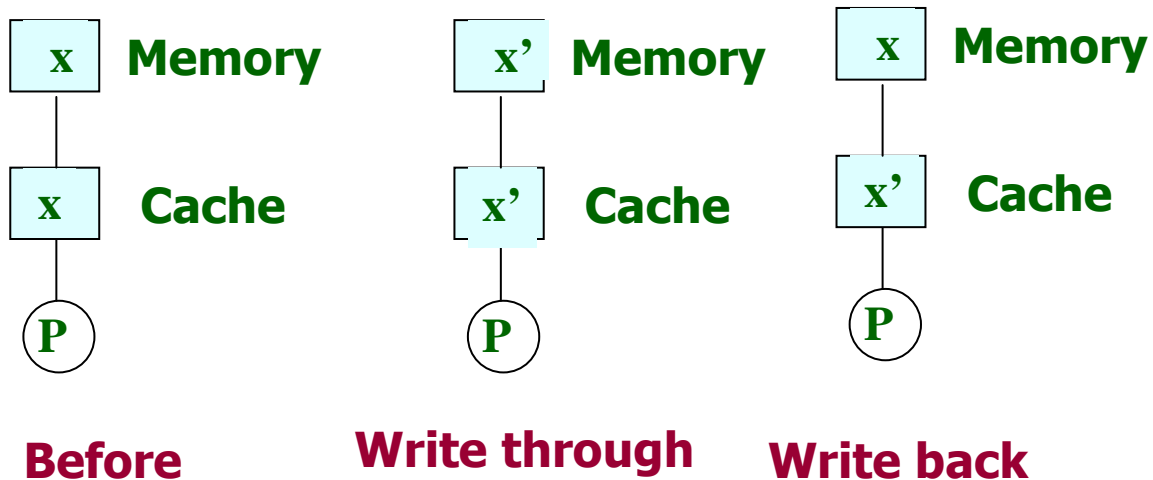 x Memory
x Cache
P
Before
x’ Memory
x’ Cache
P
Write through
x Memory
x’ Cache
P
Write back